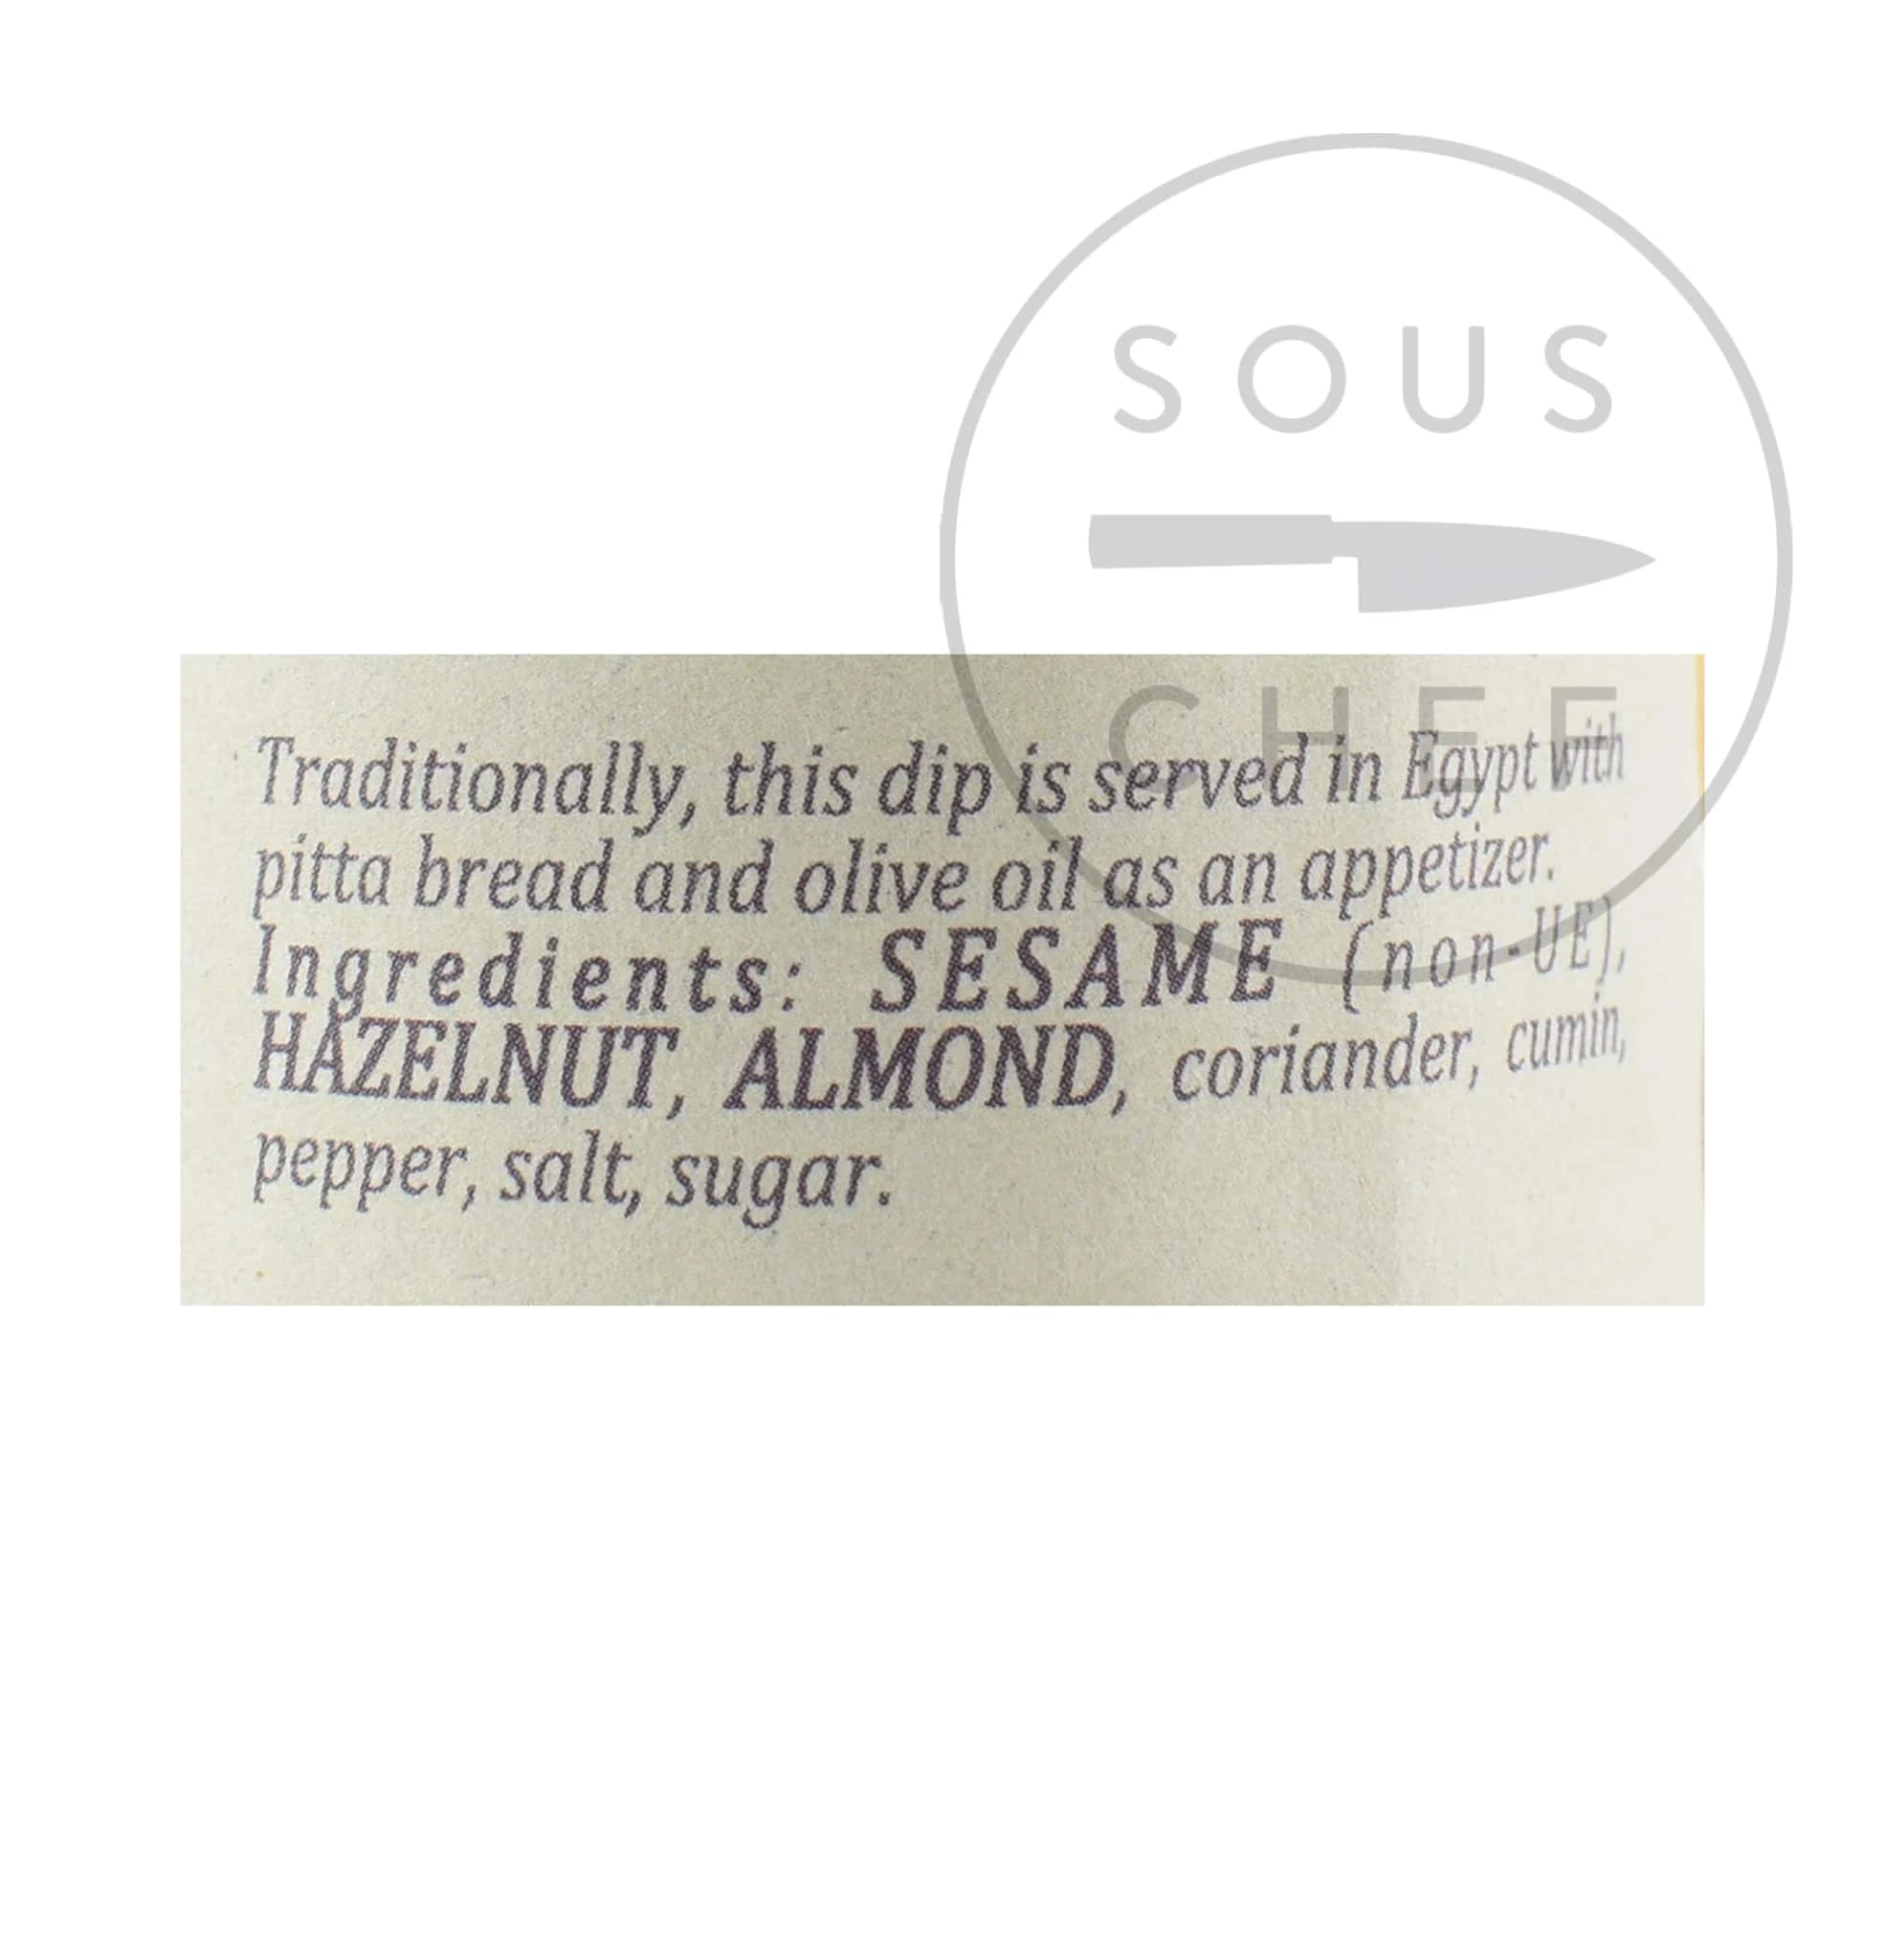 SOUS
CHEF
Traditionally, this dip is served in Egypt with
pitta bread and olive oil as an appetizer.
Ingredients: SESAME (non-UE),
HAZELNUT, ALMOND, coriander, cumin,
pepper, salt, sugar.